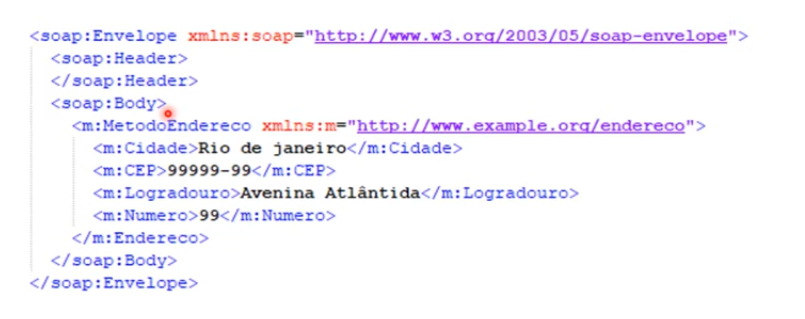 <soap:Envelope xmlns:soap="http://www.w3.org/2003/05/soap-envelope">
<soap:Header>
</soap:Header>
<soap:Body>
<m:MetodoEndereco xmlns:m="http://www.example.org/endereco">
<m:Cidade>Rio de janeiro</m:Cidade>
<m:CEP>99999-99</m:CEP>
<m:Logradouro>Avenina Atlântida</m:Logradouro>
<m:Numero>99</m:Numero>
</m:Endereco>
</soap:Body>
</soap:Envelope>